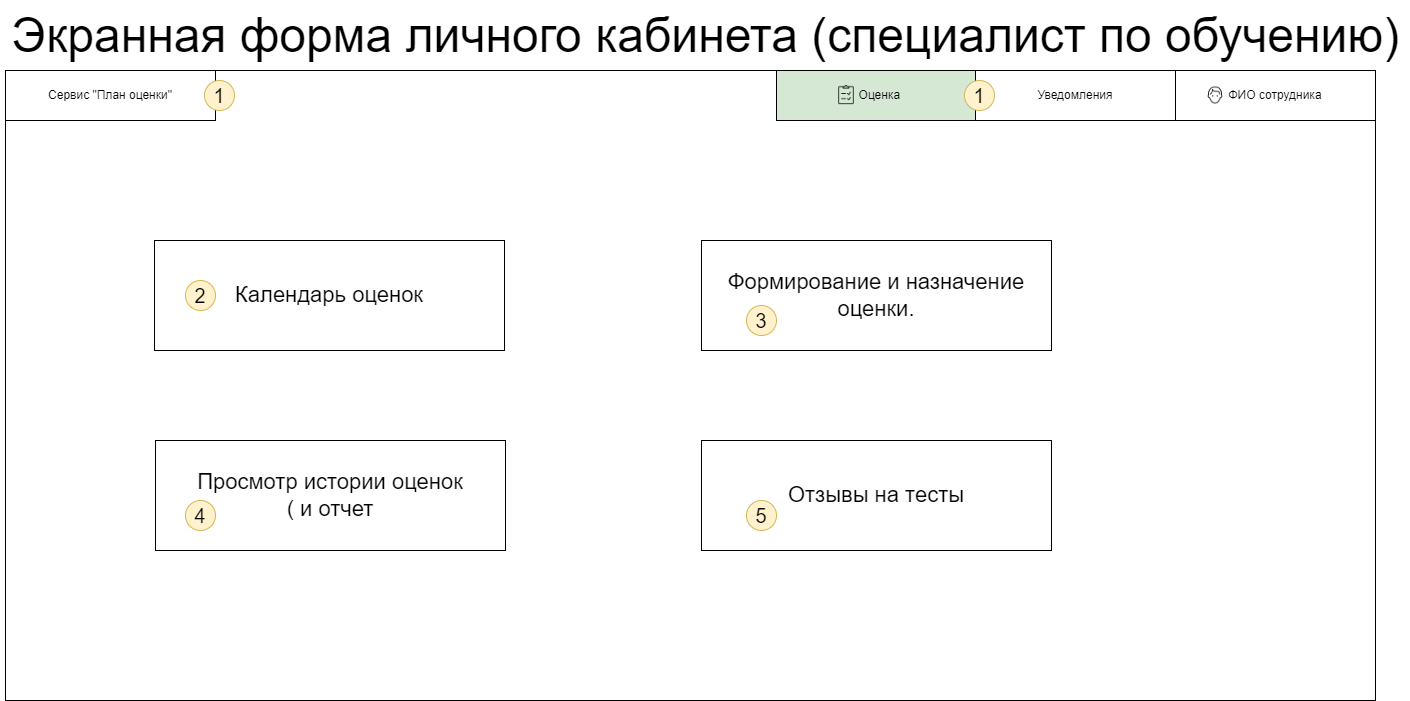 Экранная форма личного кабинета (специалист по обучению)
Сервис "План оценки"
1
Оценка
1
Уведомления
ФИО сотрудника
2
Календарь оценок
Формирование и назначение
оценки.
3
Просмотр истории оценок
( и отчет
4
Отзывы на тесты
5